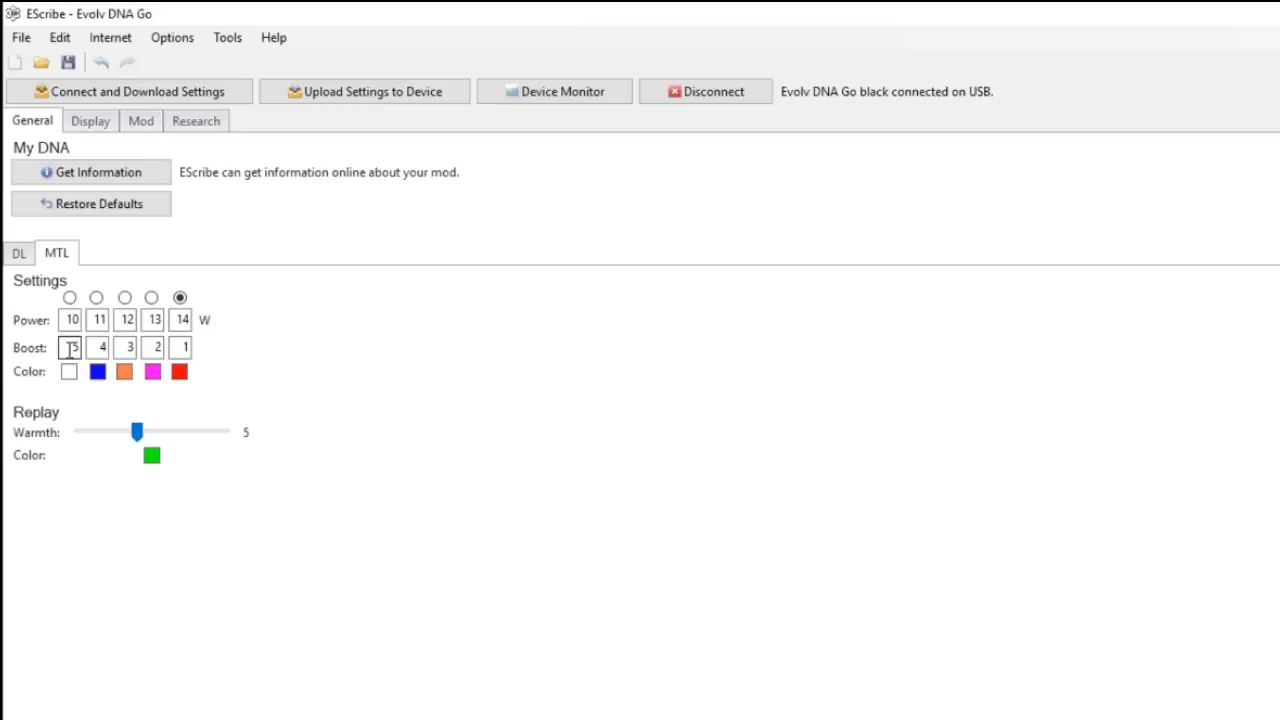 EScribe - Evolv DNA Go
File Edit Internet Options Tools Help
Connect and Download Settings Upload Settings to Device Device Monitor Disconnect Evolv DNA Go black connected on USB.
General Display Mod Research
My DNA
Get Information EScribe can get information online about your mod.
Restore Defaults
DL MTL
Settings
Power: 10 11 12 13 14 W
Boost: 5 4 3 2 1
Color:
Replay
Warmth: 5
Color: